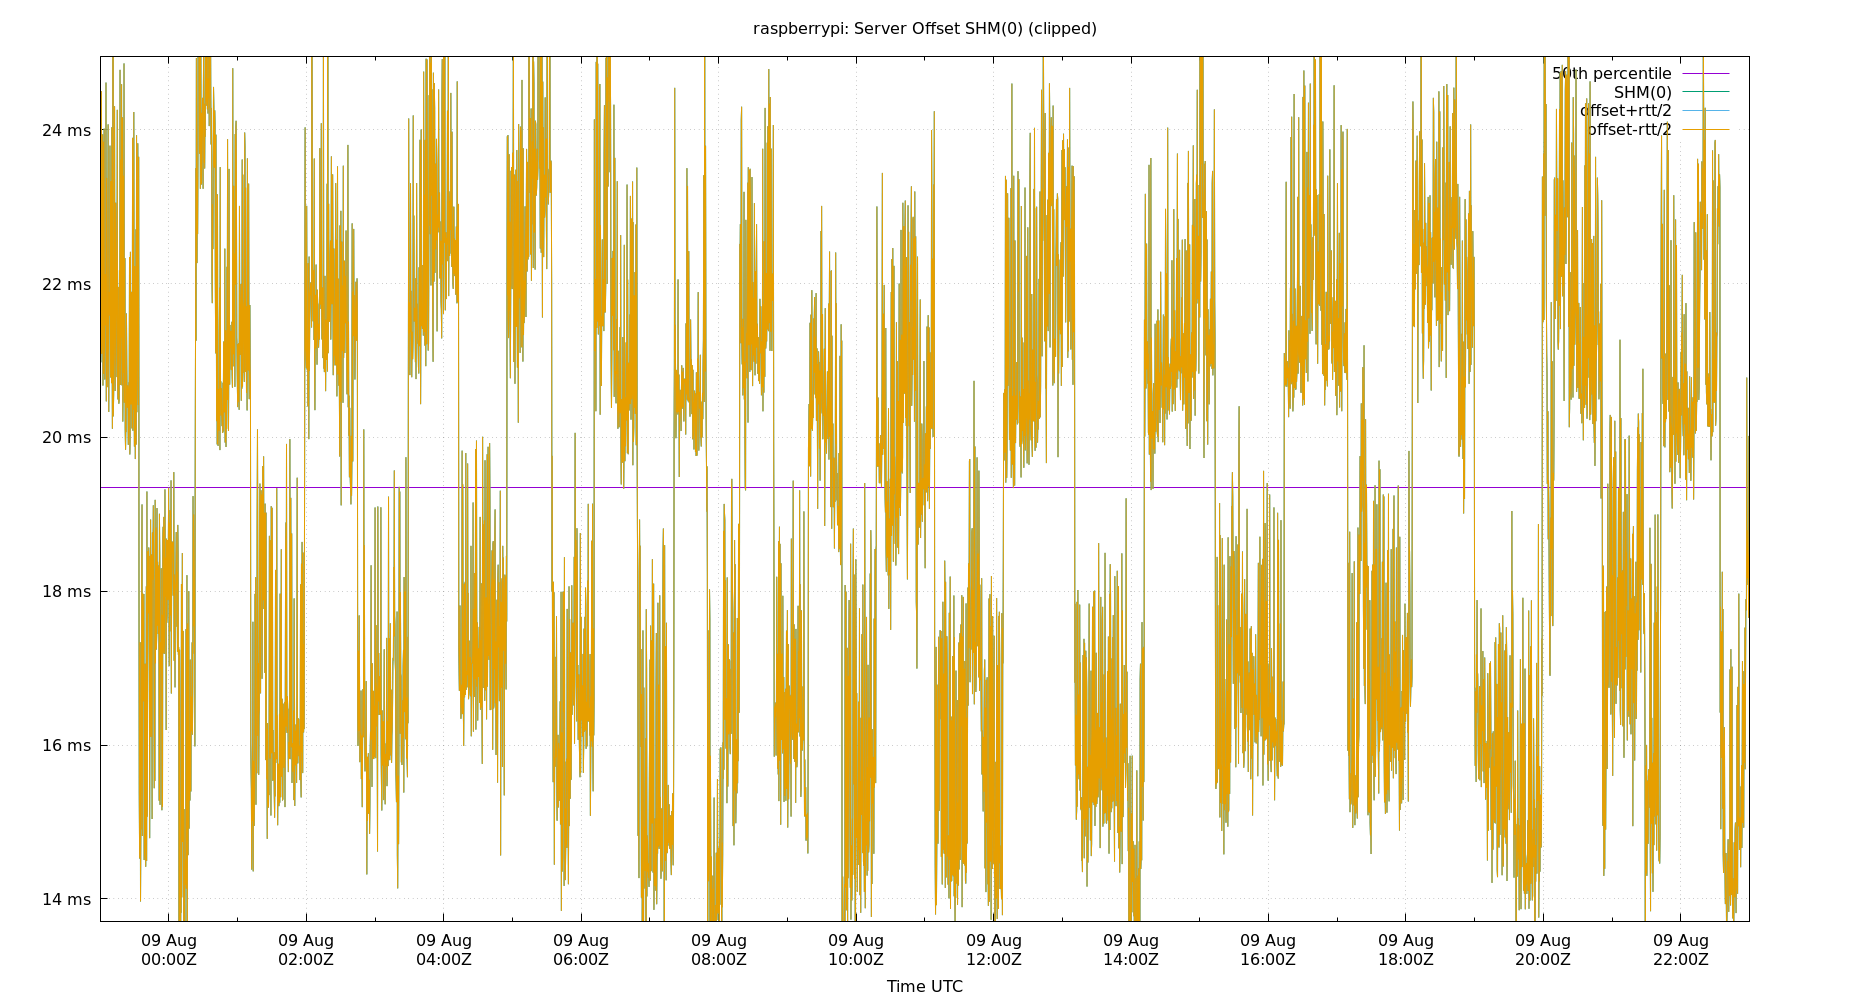 raspberrypi: Server Offset SHM(0) (clipped)
50th percentile
SHM(0)
offset+rtt/2
offset-rtt/2
24 ms
22 ms
20 ms
18 ms
16 ms
14 ms
09 Aug 09 Aug 09 Aug 09 Aug 09 Aug 09 Aug 09 Aug 09 Aug 09 Aug 09 Aug 09 Aug 09 Aug
00:00Z 02:00Z 04:00Z 06:00Z 08:00Z 10:00Z 12:00Z 14:00Z 16:00Z 18:00Z 20:00Z 22:00Z
Time UTC